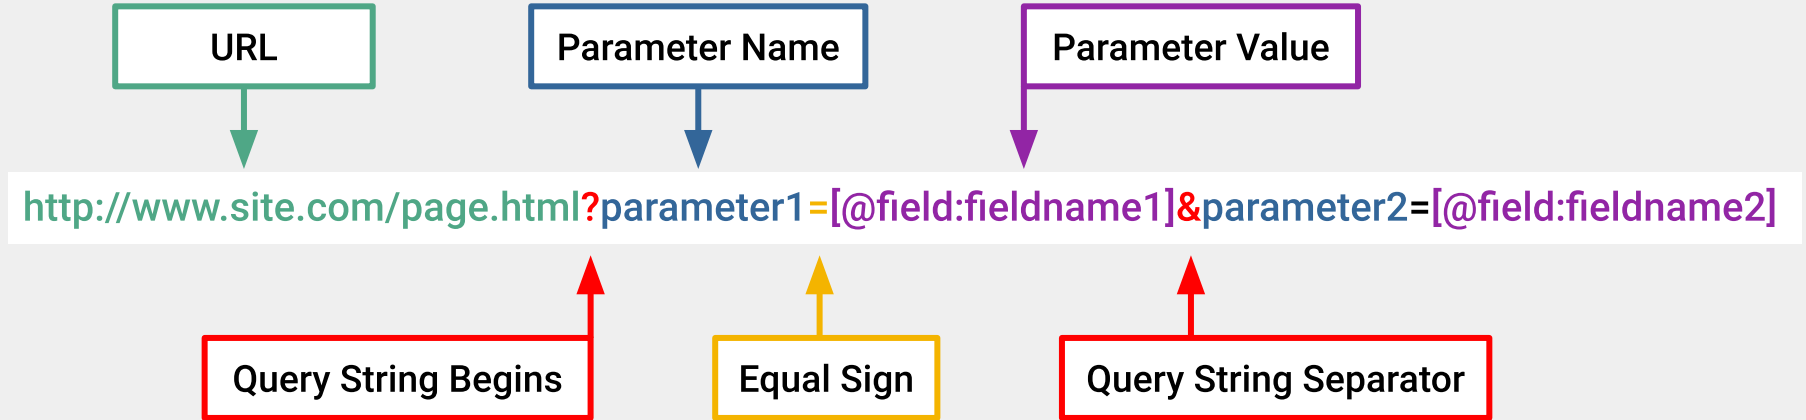 URL
Parameter Name
Parameter Value
http://www.site.com/page.html?parameter1=[@field:fieldname1]&parameter2=[@field:fieldname2]
Query String Begins
Equal Sign
Query String Separator